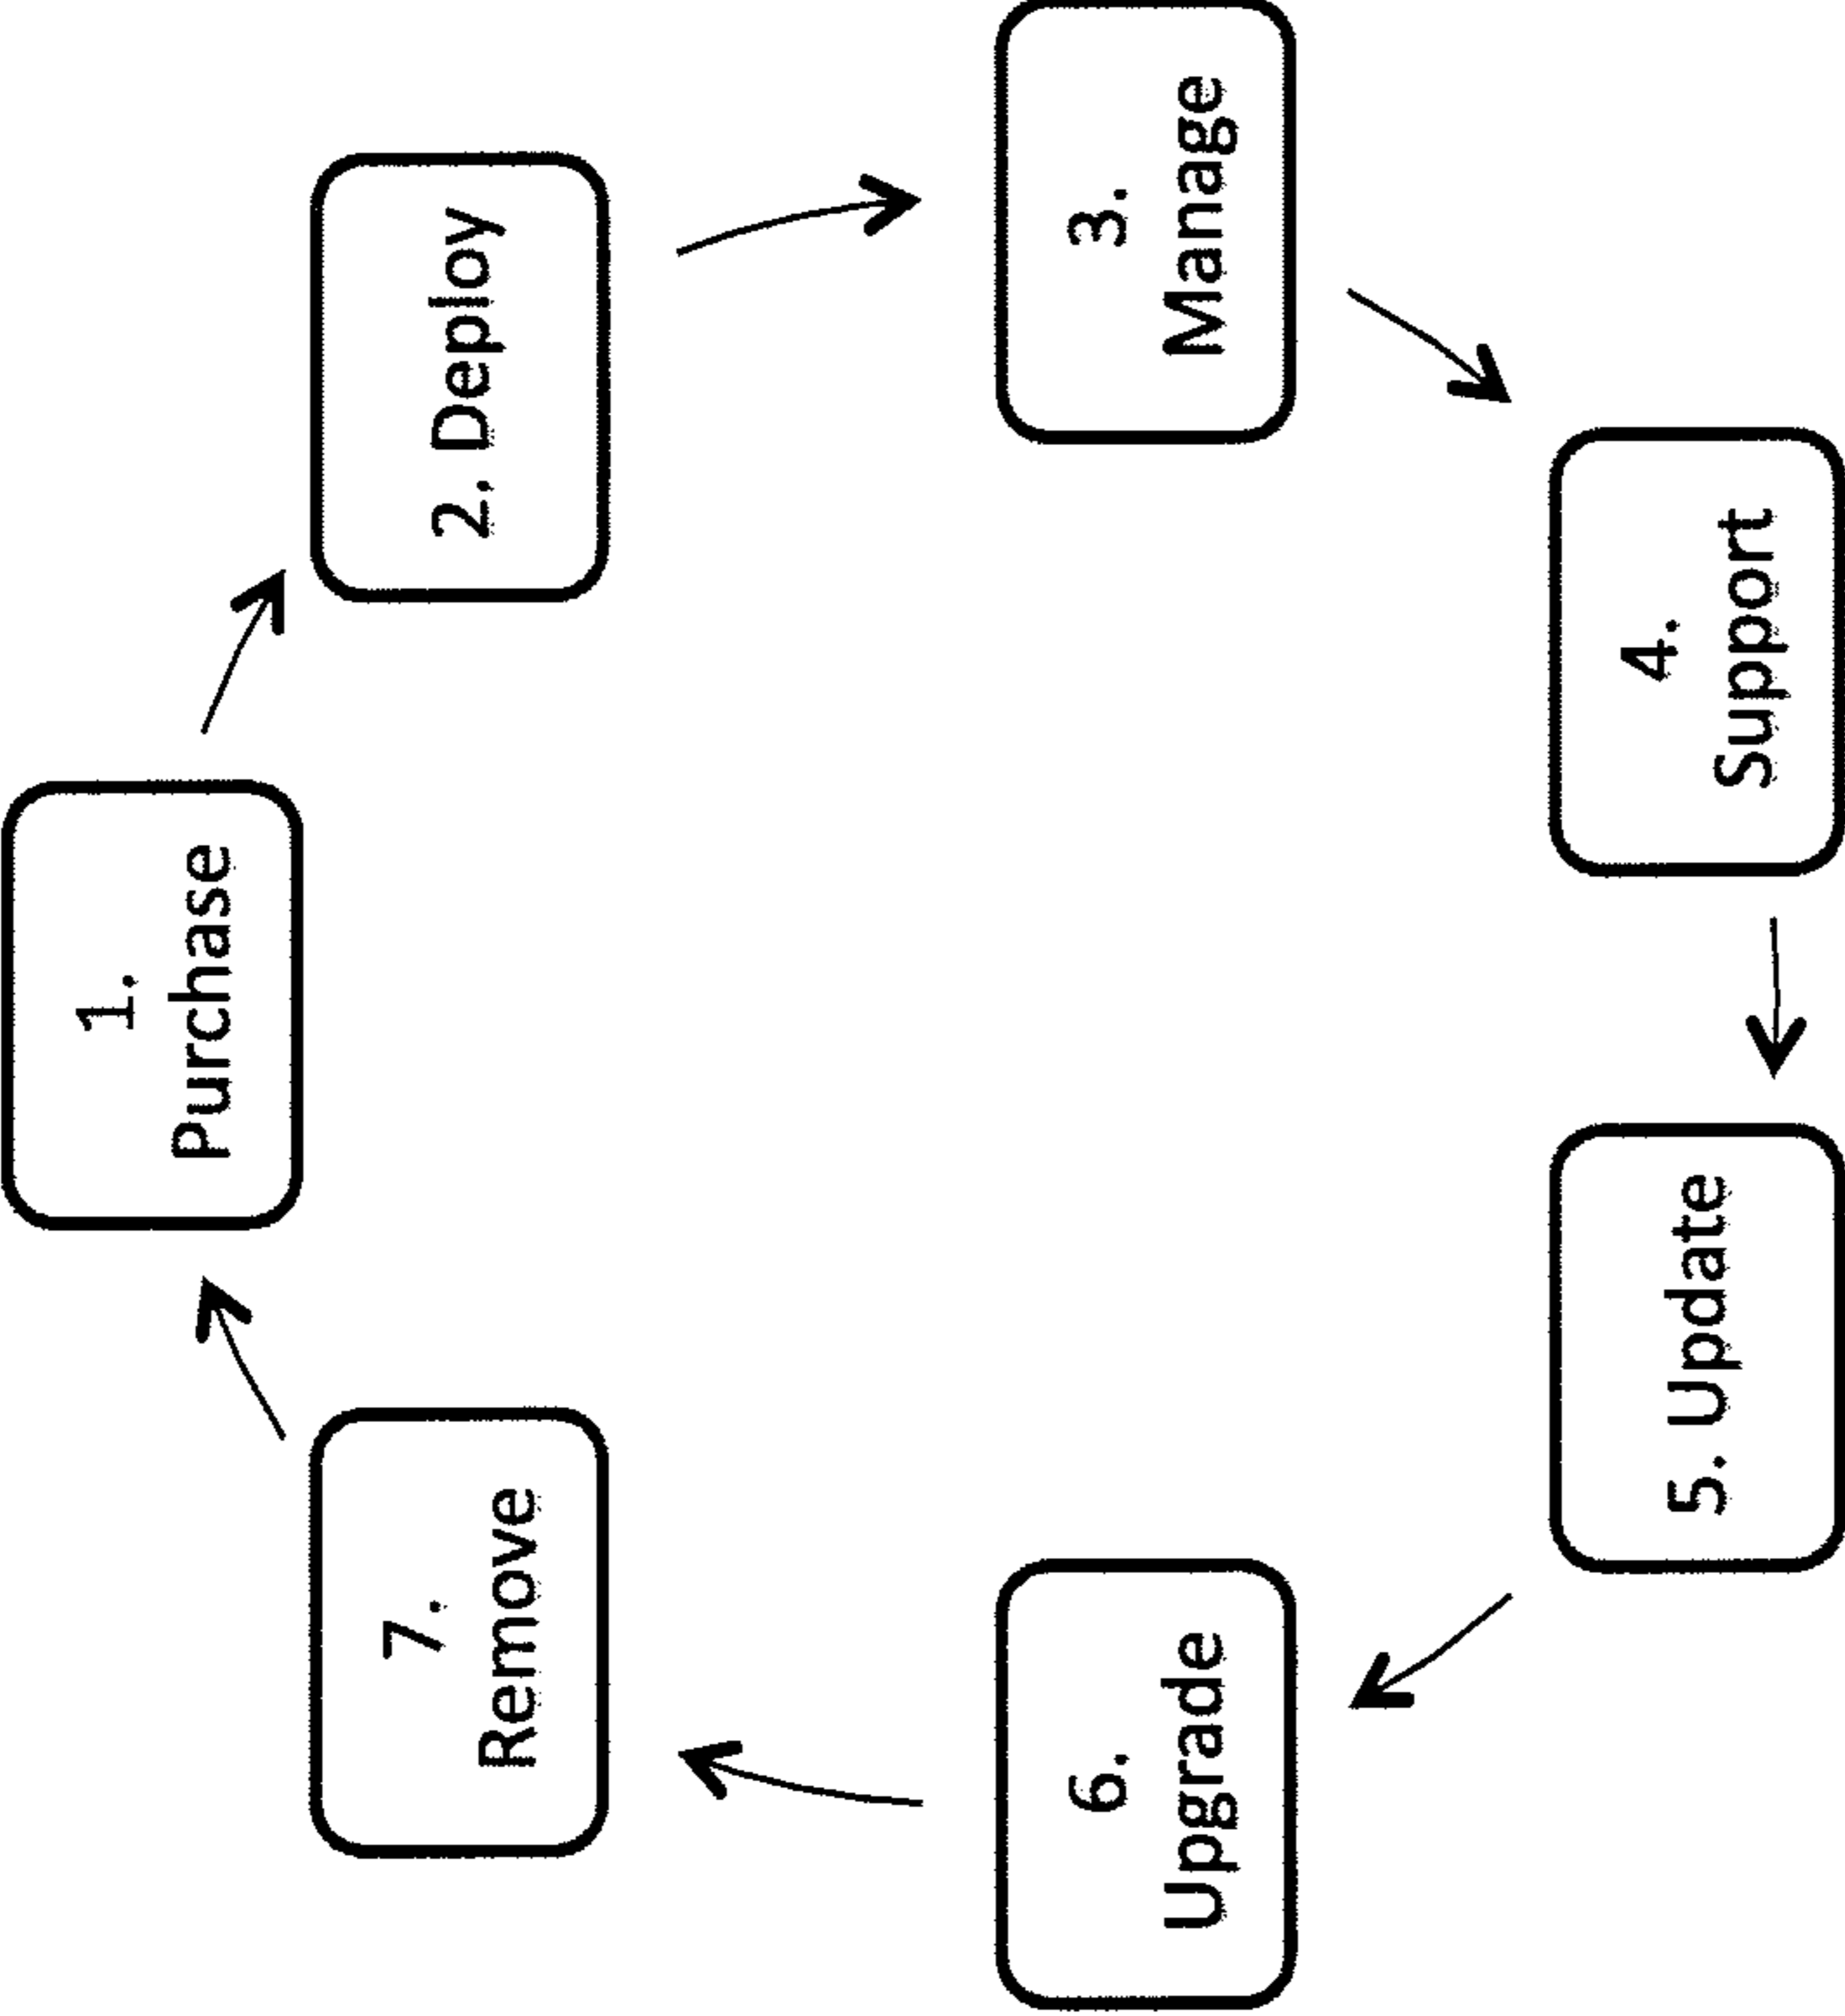 1.
Purchase
2. Deploy
3.
Manage
4.
Support
5. Update
6.
Upgrade
7.
Remove